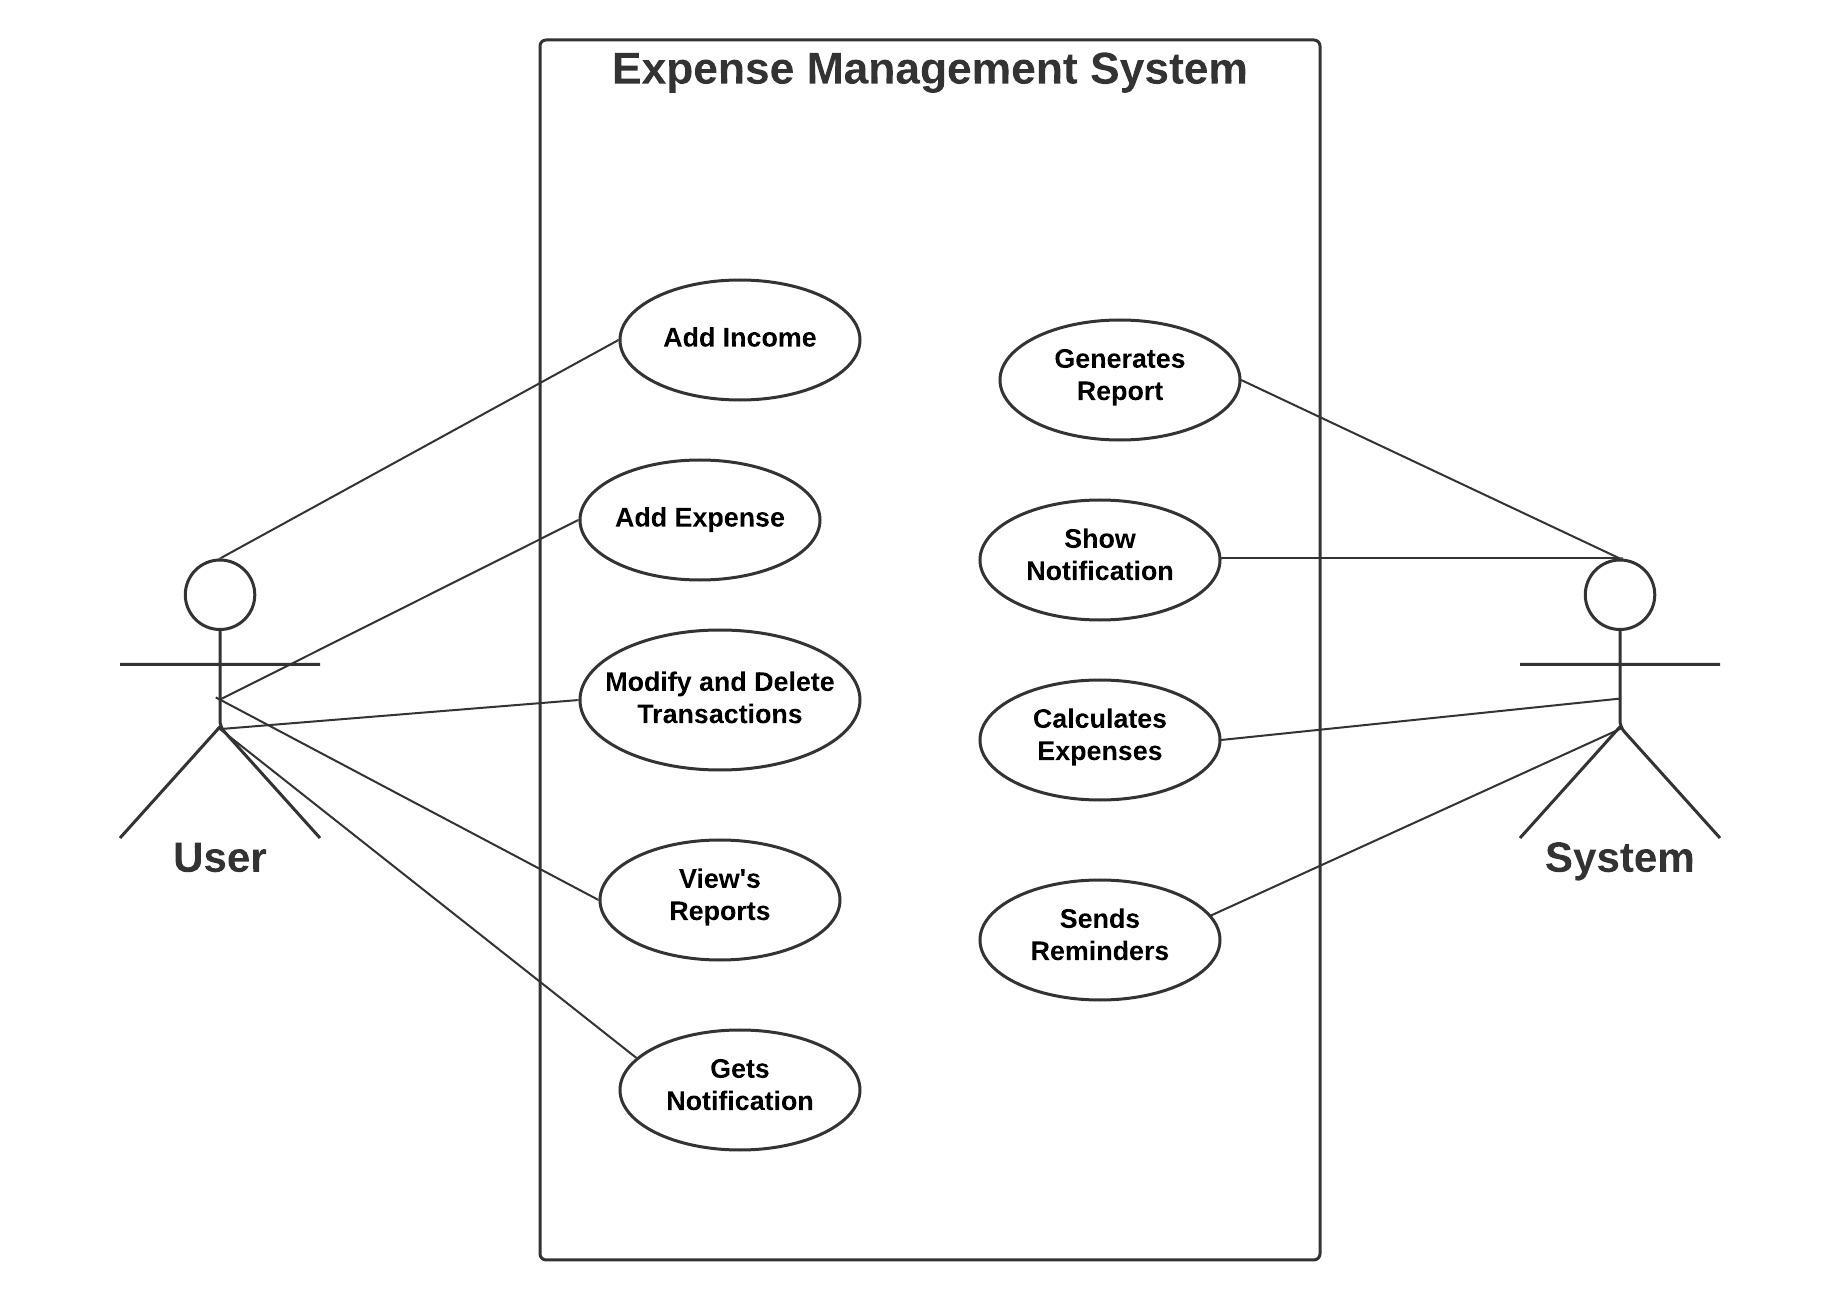 Expense Management System
Add Income
Generates
Report
Add Expense
Show
Notification
Modify and Delete
Transactions
Calculates
Expenses
User
System
View's
Reports
Sends
Reminders
Gets
Notification